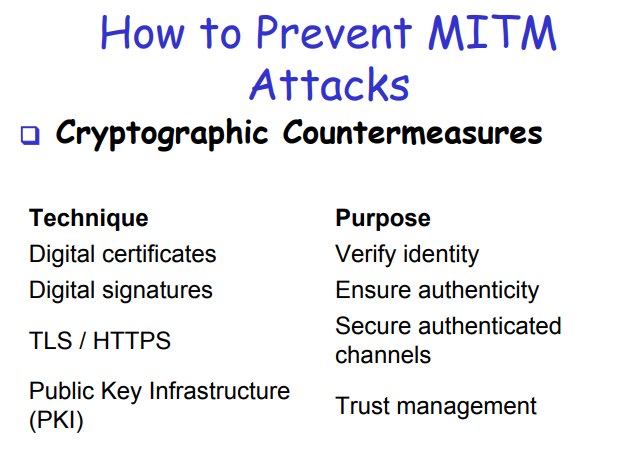 How to Prevent MITM
Attacks
Cryptographic Countermeasures
Technique Purpose
Digital certificates Verify identity
Digital signatures Ensure authenticity
TLS / HTTPS Secure authenticated
channels
Public Key Infrastructure
(PKI) Trust management